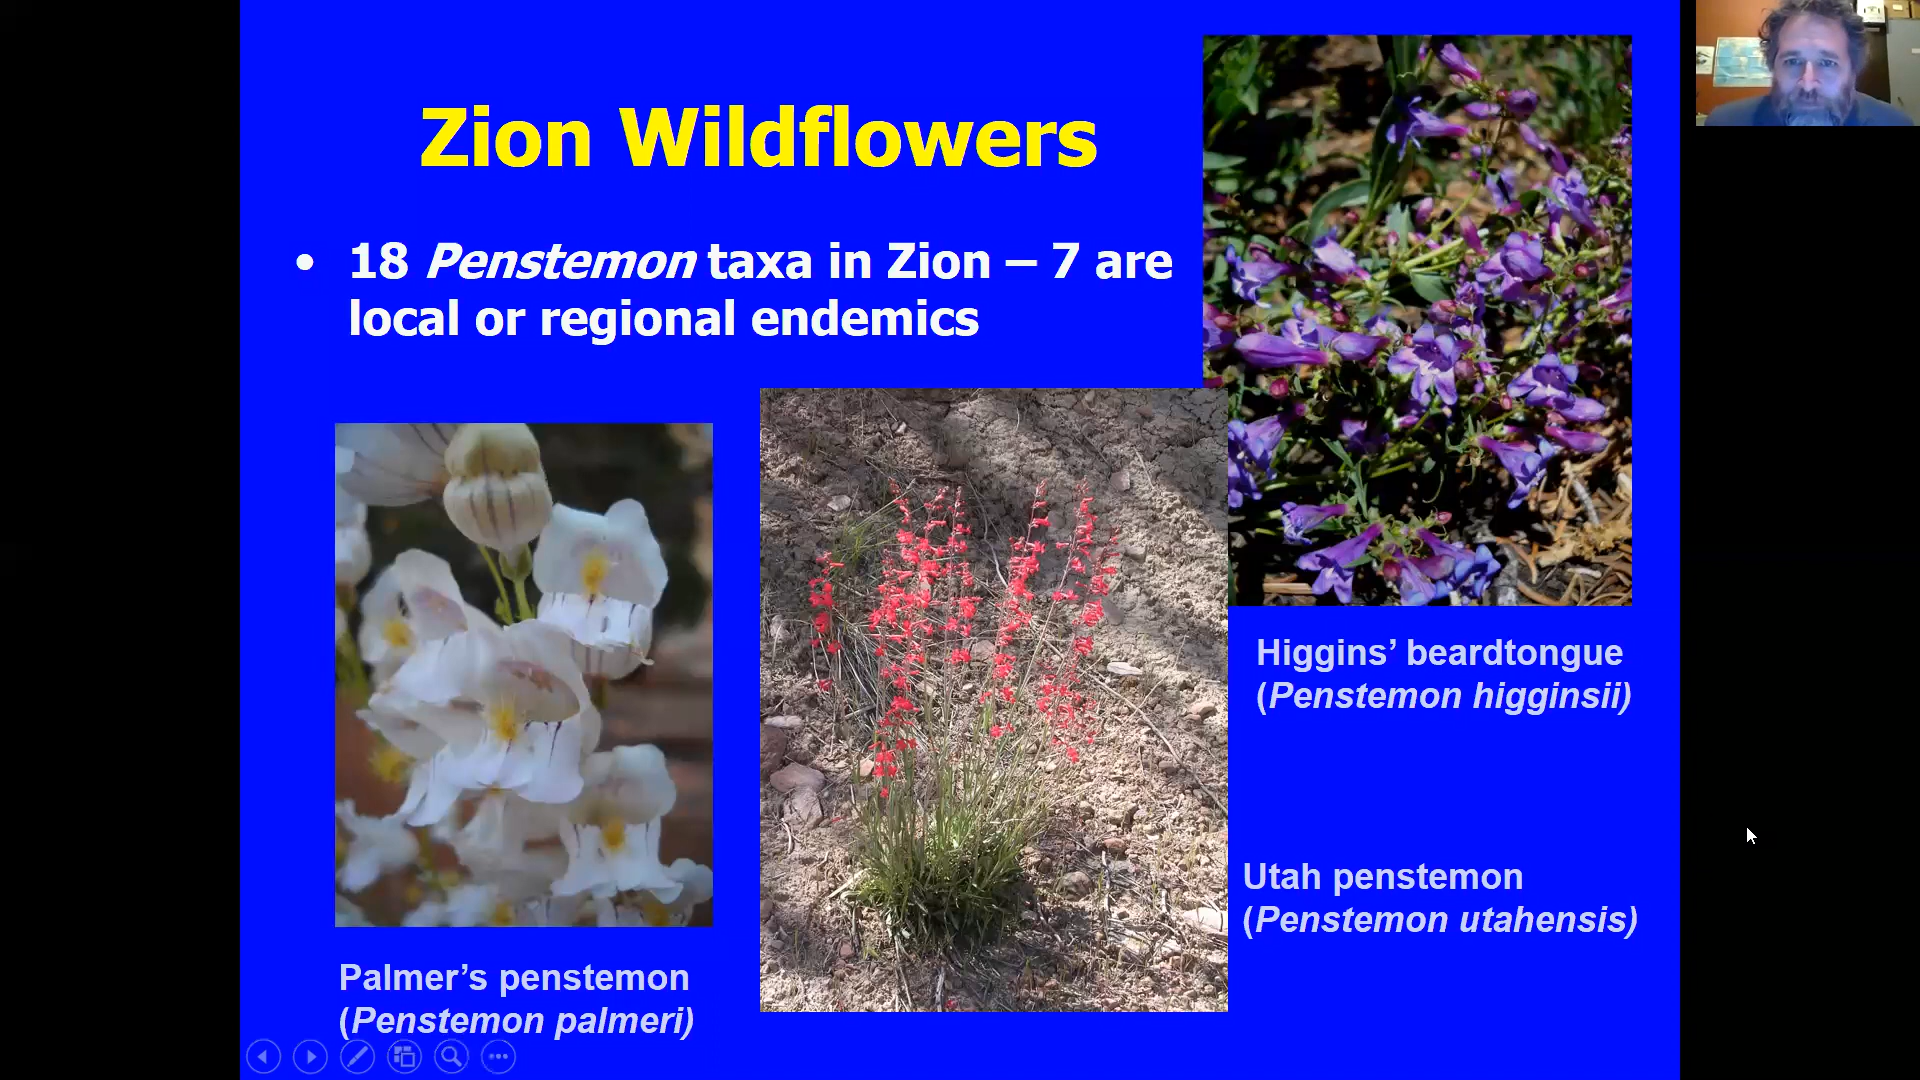 Zion Wildflowers
• 18 Penstemon taxa in Zion – 7 are
local or regional endemics
Higgins’ beardtongue
(Penstemon higginsii)
Utah penstemon
(Penstemon utahensis)
Palmer’s penstemon
(Penstemon palmeri)